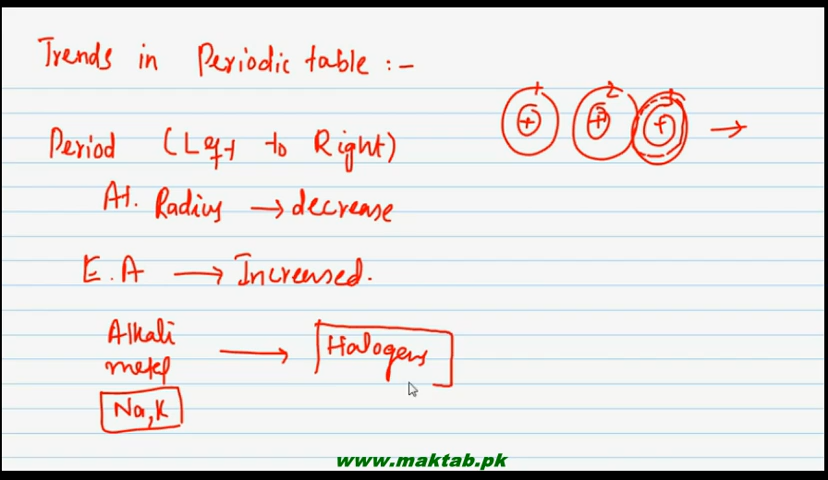 Trends in Periodic table :-
Period (Left to Right)
At. Radius → decrease
E.A → Increased.
Alkali → Halogens
metal
Na, K
+ 2
+ + + →
www.maktab.pk